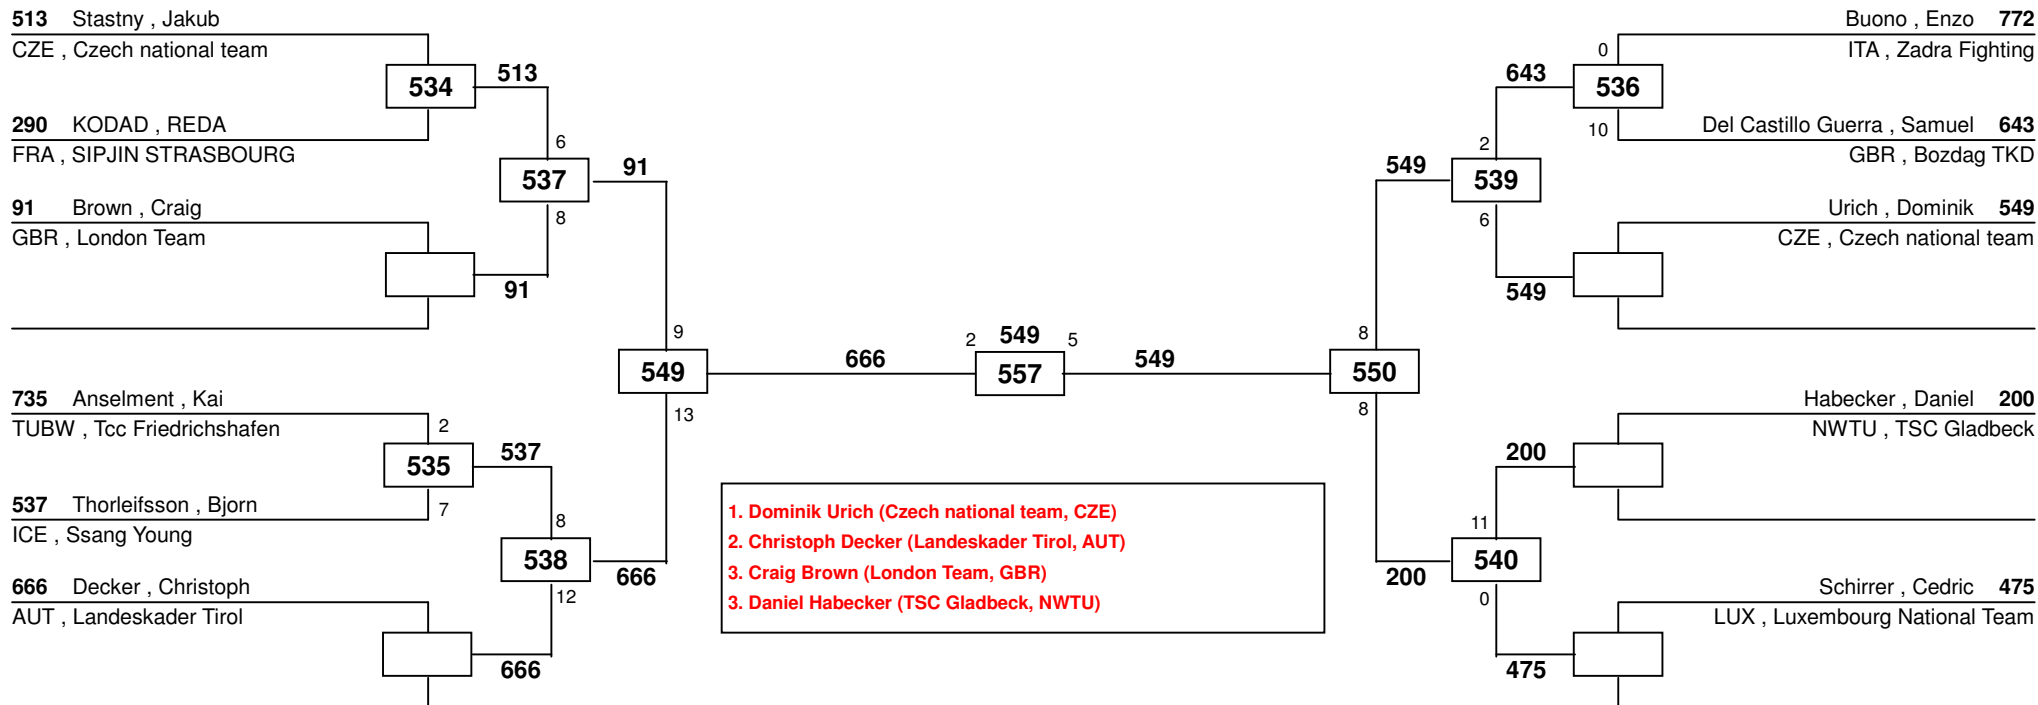 513 Stastny , Jakub
CZE , Czech national team
534
513
290 KODAD , REDA
FRA , SIPJIN STRASBOURG
6
537
91
8
91 Brown , Craig
GBR , London Team
91
9
549
13
666
735 Anselment , Kai
TUBW , Tcc Friedrichshafen
2
535
537
7
537 Thorleifsson , Bjorn
ICE , Ssang Young
8
538
666
12
666 Decker , Christoph
AUT , Landeskader Tirol
666
2 549 5
557
549
1. Dominik Urich (Czech national team, CZE)
2. Christoph Decker (Landeskader Tirol, AUT)
3. Craig Brown (London Team, GBR)
3. Daniel Habecker (TSC Gladbeck, NWTU)
Buono , Enzo 772
ITA , Zadra Fighting
0
643
536
10
Del Castillo Guerra , Samuel 643
GBR , Bozdag TKD
2
549
539
6
Urich , Dominik 549
CZE , Czech national team
549
8
550
8
Habecker , Daniel 200
NWTU , TSC Gladbeck
200
11
540
200
0
Schirrer , Cedric 475
LUX , Luxembourg National Team
475